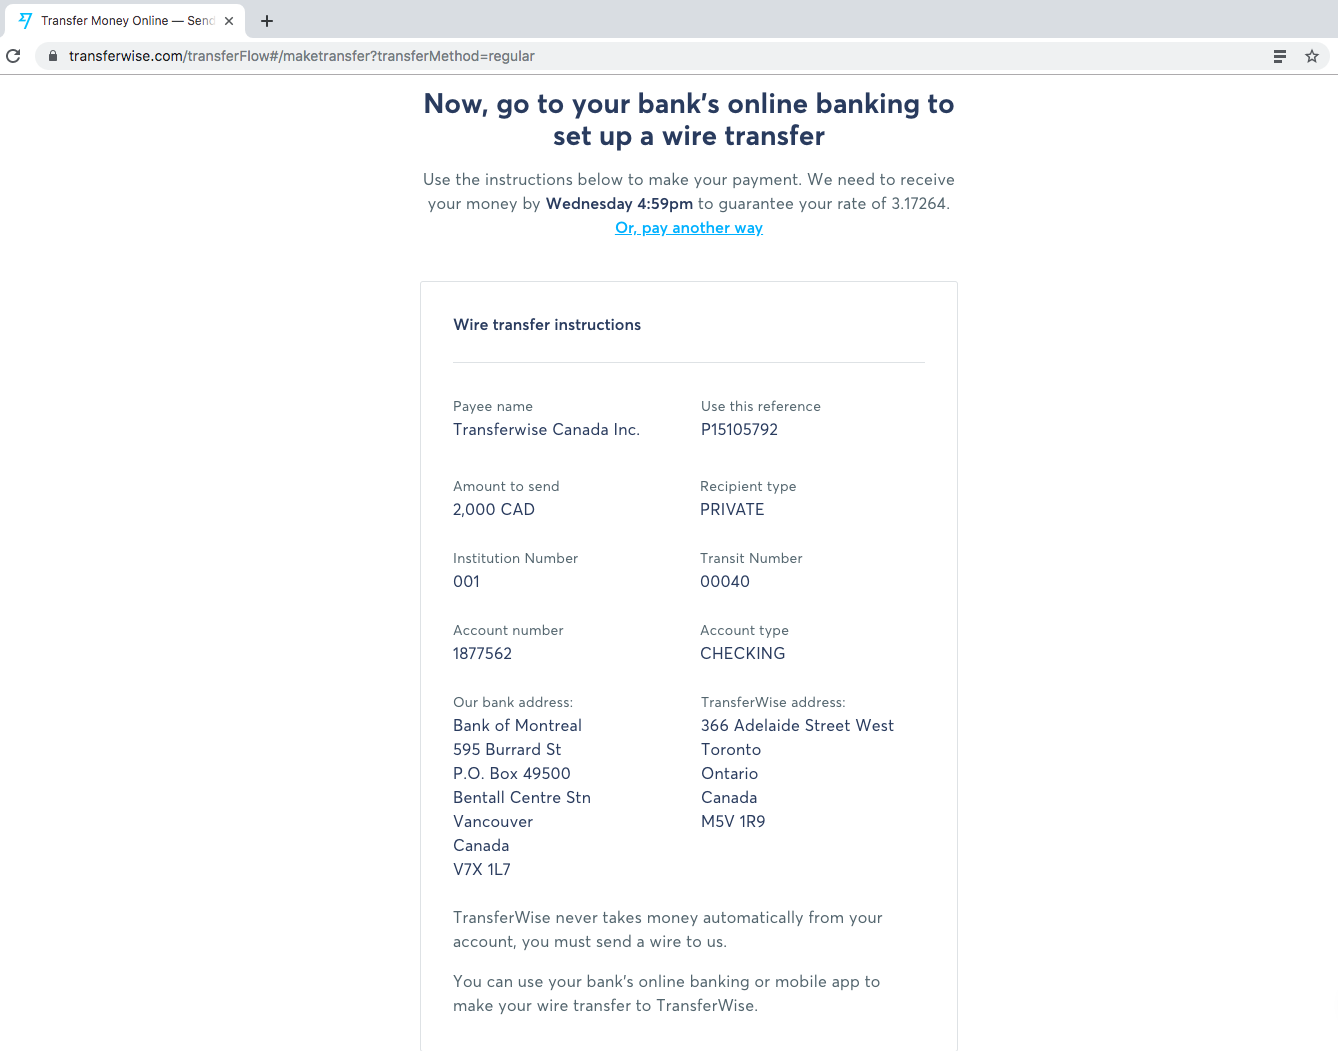 Transfer Money Online — Send
transferwise.com/transferFlow#/maketransfer?transferMethod=regular
Now, go to your bank's online banking to
set up a wire transfer
Use the instructions below to make your payment. We need to receive
your money by Wednesday 4:59pm to guarantee your rate of 3.17264.
Or, pay another way
Wire transfer instructions
Payee name
Transferwise Canada Inc.
Use this reference
P15105792
Amount to send
2,000 CAD
Recipient type
PRIVATE
Institution Number
001
Transit Number
00040
Account number
1877562
Account type
CHECKING
Our bank address:
Bank of Montreal
595 Burrard St
P.O. Box 49500
Bentall Centre Stn
Vancouver
Canada
V7X 1L7
TransferWise address:
366 Adelaide Street West
Toronto
Ontario
Canada
M5V 1R9
TransferWise never takes money automatically from your
account, you must send a wire to us.
You can use your bank's online banking or mobile app to
make your wire transfer to TransferWise.